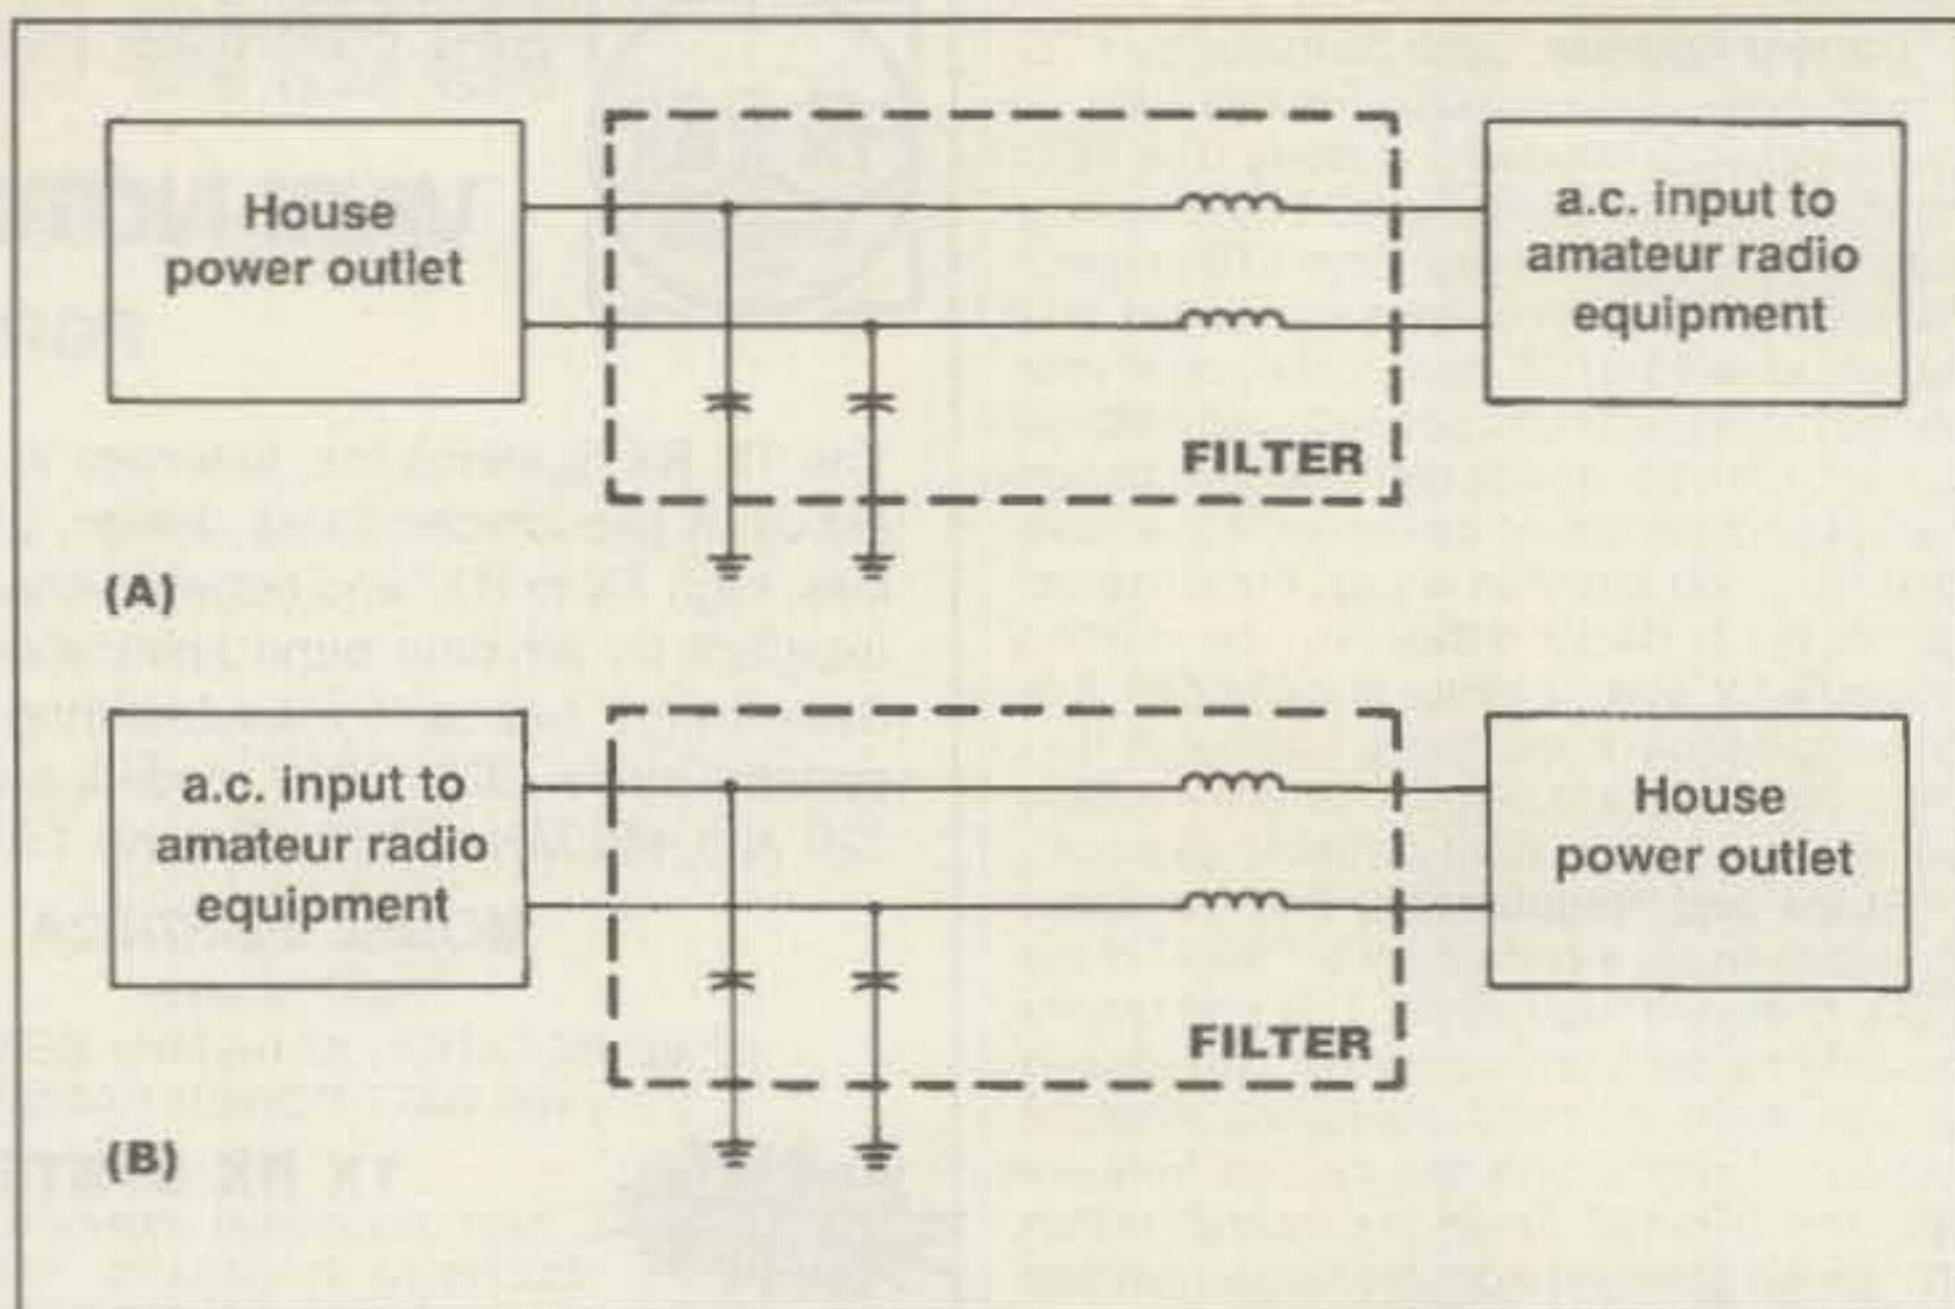 House
power outlet
a.c. input to
amateur radio
equipment
FILTER
(A)
a.c. input to
amateur radio
equipment
House
power outlet
FILTER
(B)